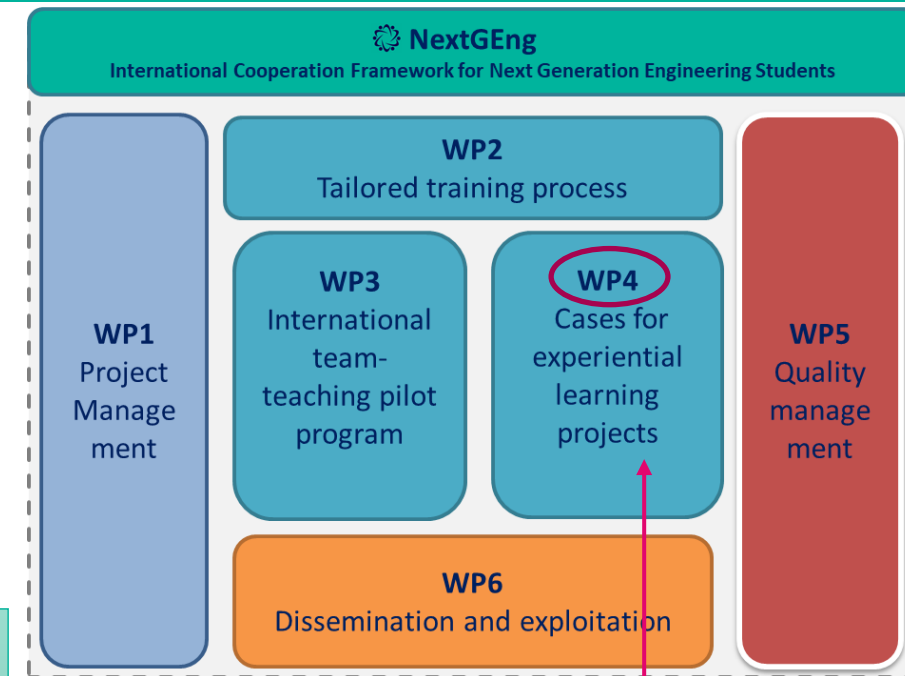 NextGEng
International Cooperation Framework for Next Generation Engineering Students
WP1
Project
Manage
ment
WP2
Tailored training process
WP3
International
team-
teaching pilot
program
WP4
Cases for
experiential
learning
projects
WP5
Quality
manage
ment
WP6
Dissemination and exploitation